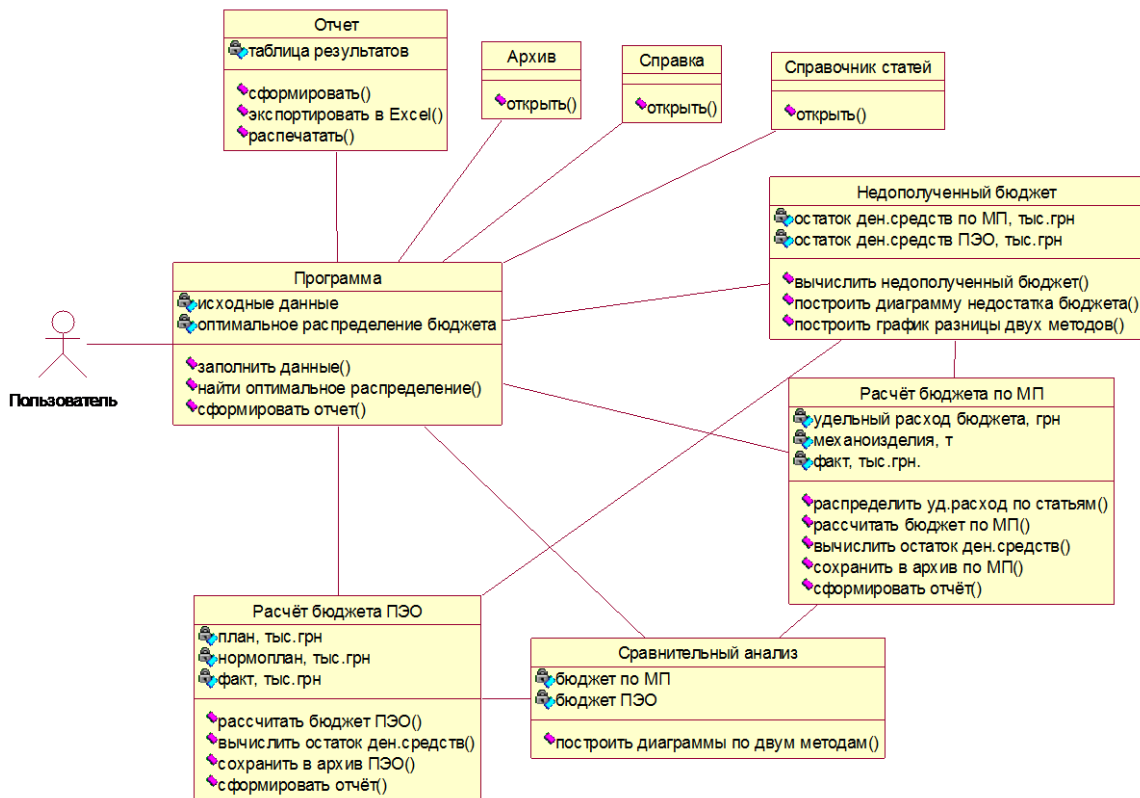 Отчет
таблица результатов
сформировать()
экспортировать в Excel()
распечатать()
Архив
открыть()
Справка
открыть()
Справочник статей
открыть()
Недополученный бюджет
остаток ден.средств по МП, тыс.грн
остаток ден.средств ПЭО, тыс.грн
вычислить недополученный бюджет()
построить диаграмму недостатка бюджета()
построить график разницы двух методов()
Программа
исходные данные
оптимальное распределение бюджета
заполнить данные()
найти оптимальное распределение()
сформировать отчет()
Пользователь
Расчёт бюджета по МП
удельный расход бюджета, грн
механоизделия, т
факт, тыс.грн.
распределить уд.расход по статьям()
рассчитать бюджет по МП()
вычислить остаток ден.средств()
сохранить в архив по МП()
сформировать отчёт()
Расчёт бюджета ПЭО
план, тыс.грн
нормоплан, тыс.грн
факт, тыс.грн
рассчитать бюджет ПЭО()
вычислить остаток ден.средств()
сохранить в архив ПЭО()
сформировать отчёт()
Сравнительный анализ
бюджет по МП
бюджет ПЭО
построить диаграммы по двум методам()